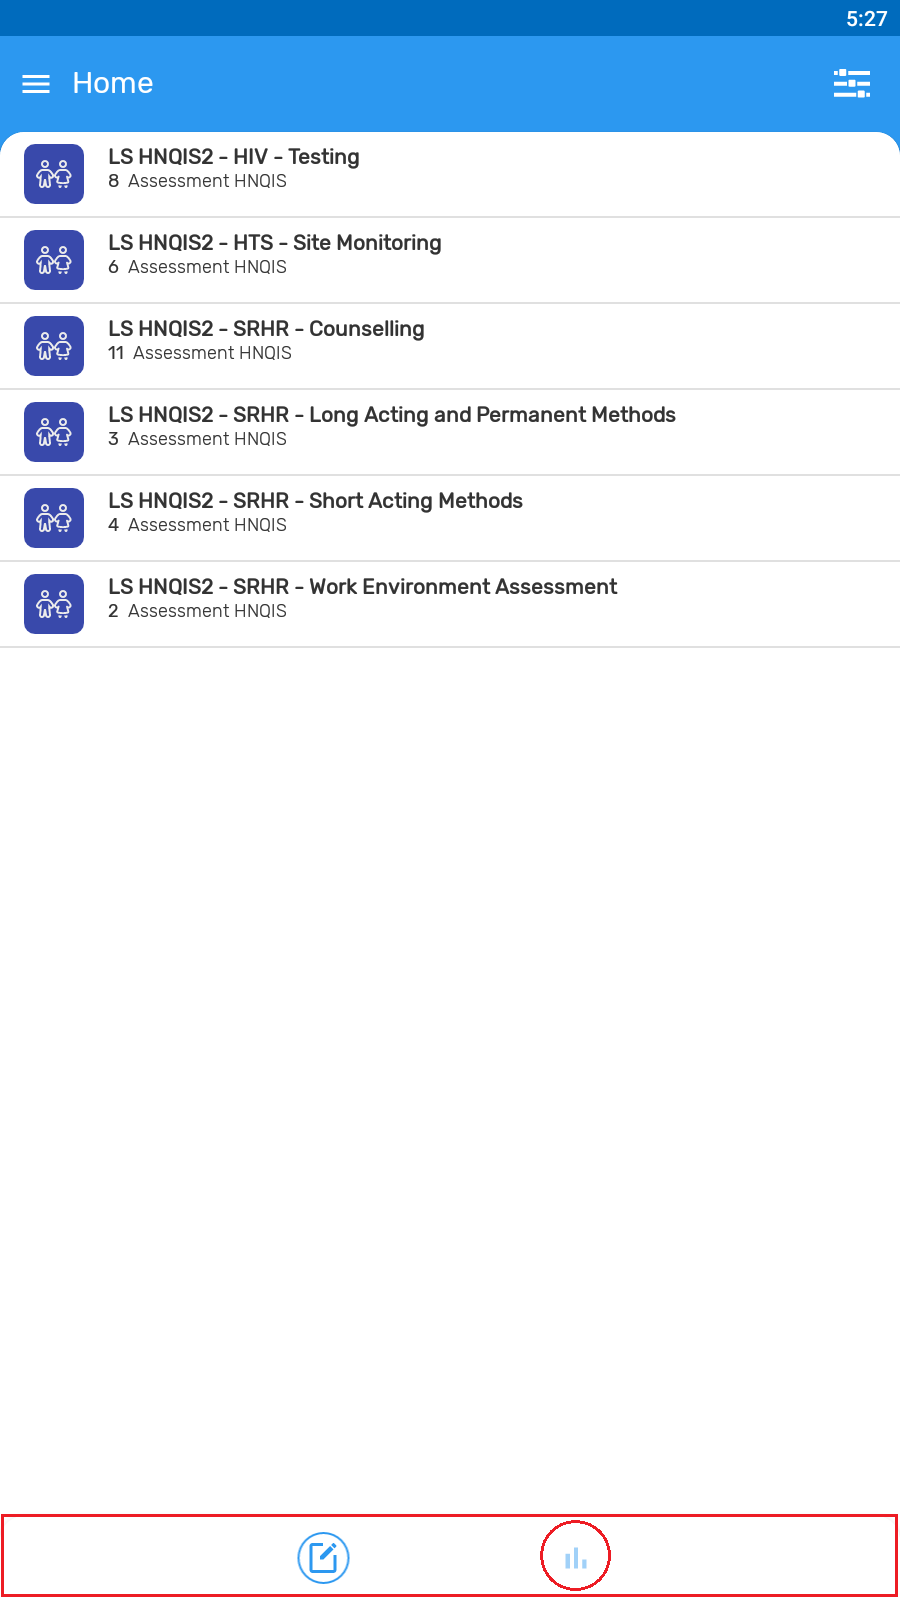 5:27
Home
LS HNQIS2 - HIV - Testing
8 Assessment HNQIS
LS HNQIS2 - HTS - Site Monitoring
6 Assessment HNQIS
LS HNQIS2 - SRHR - Counselling
11 Assessment HNQIS
LS HNQIS2 - SRHR - Long Acting and Permanent Methods
3 Assessment HNQIS
LS HNQIS2 - SRHR - Short Acting Methods
4 Assessment HNQIS
LS HNQIS2 - SRHR - Work Environment Assessment
2 Assessment HNQIS